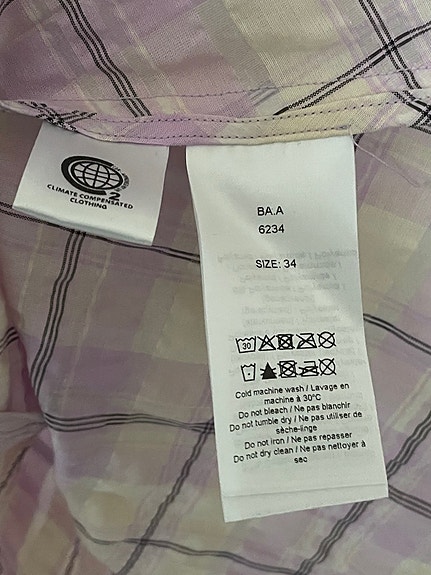 CO2
CLIMATE COMPENSATED
CLOTHING
BA.A
6234
SIZE: 34
30
Cold machine wash / Lavage en
machine à 30°C
Do not bleach / Ne pas blanchir
Do not tumble dry / Ne pas utiliser de
sèche-linge
Do not iron / Ne pas repasser
Do not dry clean / Ne pas nettoyer à
sec